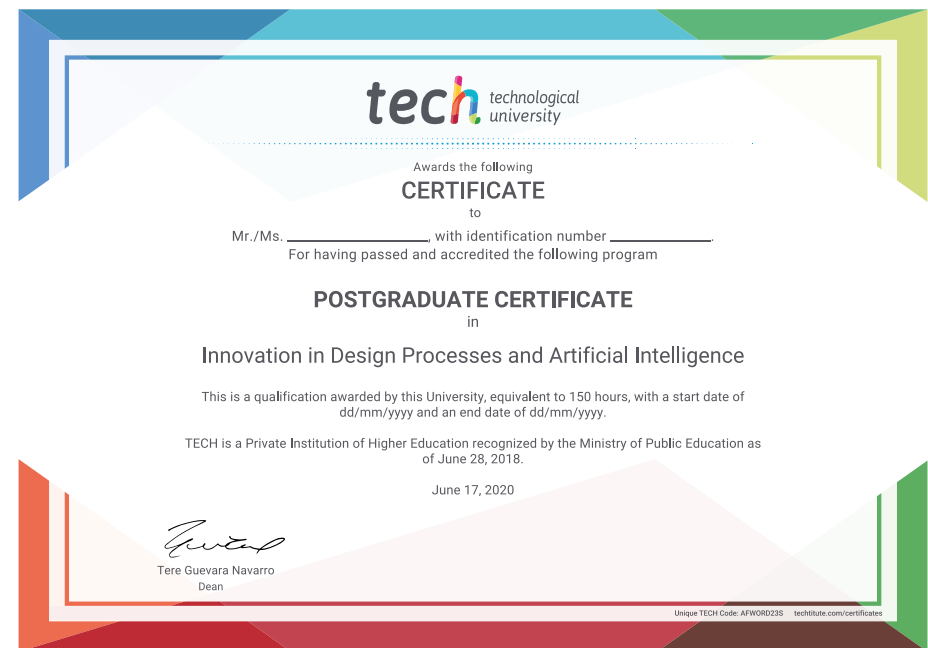 tech technological
university
Awards the following
CERTIFICATE
to
Mr./Ms. ____________, with identification number ____________.
For having passed and accredited the following program
POSTGRADUATE CERTIFICATE
in
Innovation in Design Processes and Artificial Intelligence
This is a qualification awarded by this University, equivalent to 150 hours, with a start date of
dd/mm/yyyy and an end date of dd/mm/yyyy.
TECH is a Private Institution of Higher Education recognized by the Ministry of Public Education as
of June 28, 2018.
June 17, 2020
Tere Guevara Navarro
Dean
Unique TECH Code: AFWORD23S techtitute.com/certificates